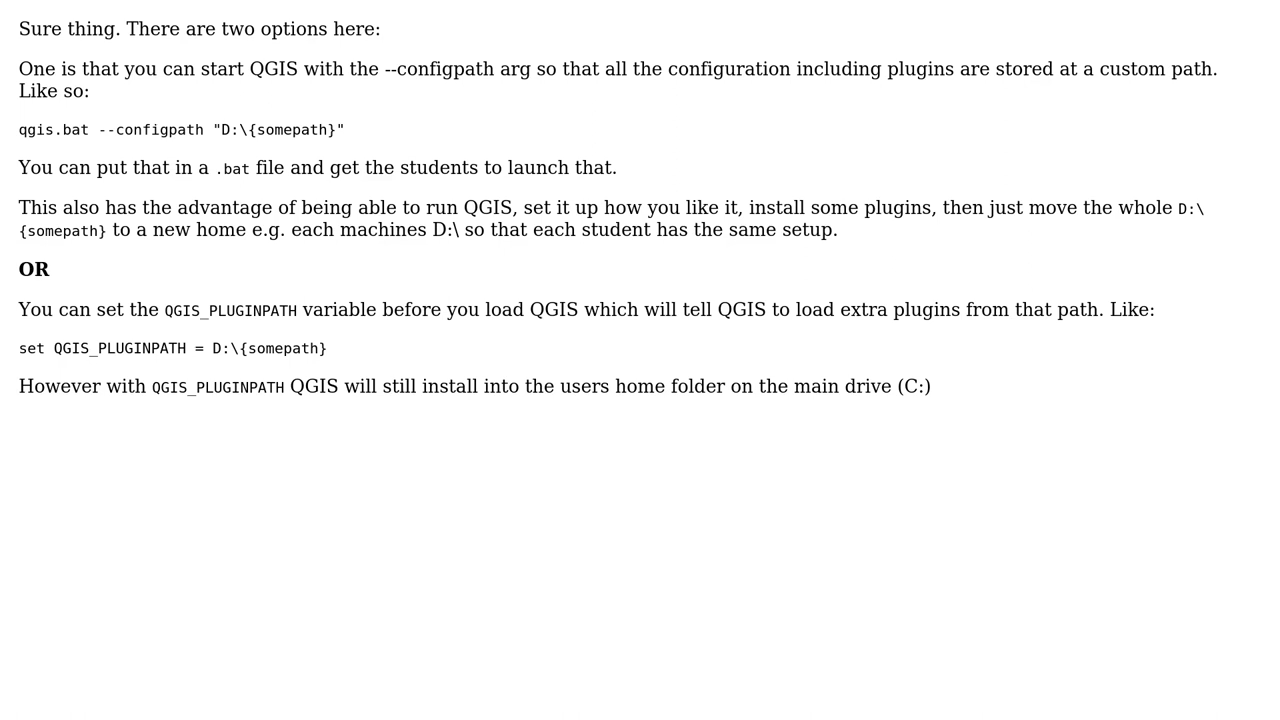 Sure thing. There are two options here:
One is that you can start QGIS with the --configpath arg so that all the configuration including plugins are stored at a custom path.
Like so:
qgis.bat --configpath "D:\{somepath}"
You can put that in a .bat file and get the students to launch that.
This also has the advantage of being able to run QGIS, set it up how you like it, install some plugins, then just move the whole D:\
{somepath} to a new home e.g. each machines D:\ so that each student has the same setup.
OR
You can set the QGIS_PLUGINPATH variable before you load QGIS which will tell QGIS to load extra plugins from that path. Like:
set QGIS_PLUGINPATH = D:\{somepath}
However with QGIS_PLUGINPATH QGIS will still install into the users home folder on the main drive (C:)